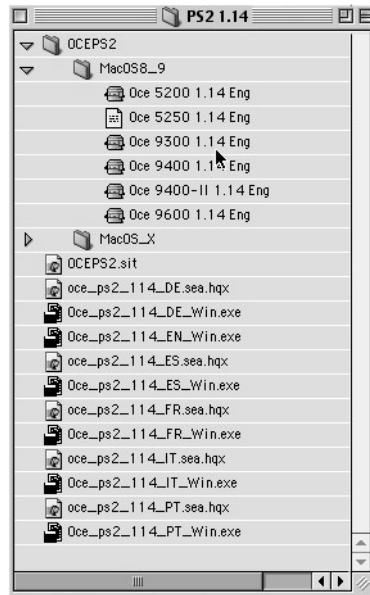 PS2 1.14
OCEPS2
MacOS8_9
Oce 5200 1.14 Eng
Oce 5250 1.14 Eng
Oce 9300 1.14 Eng
Oce 9400 1.14 Eng
Oce 9400-II 1.14 Eng
Oce 9600 1.14 Eng
MacOS_X
OCEPS2.sit
oce_ps2_114_DE.sea.hqx
Oce_ps2_114_DE_Win.exe
Oce_ps2_114_EN_Win.exe
oce_ps2_114_ES.sea.hqx
Oce_ps2_114_ES_Win.exe
oce_ps2_114_FR.sea.hqx
Oce_ps2_114_FR_Win.exe
oce_ps2_114_IT.sea.hqx
Oce_ps2_114_IT_Win.exe
oce_ps2_114_PT.sea.hqx
Oce_ps2_114_PT_Win.exe